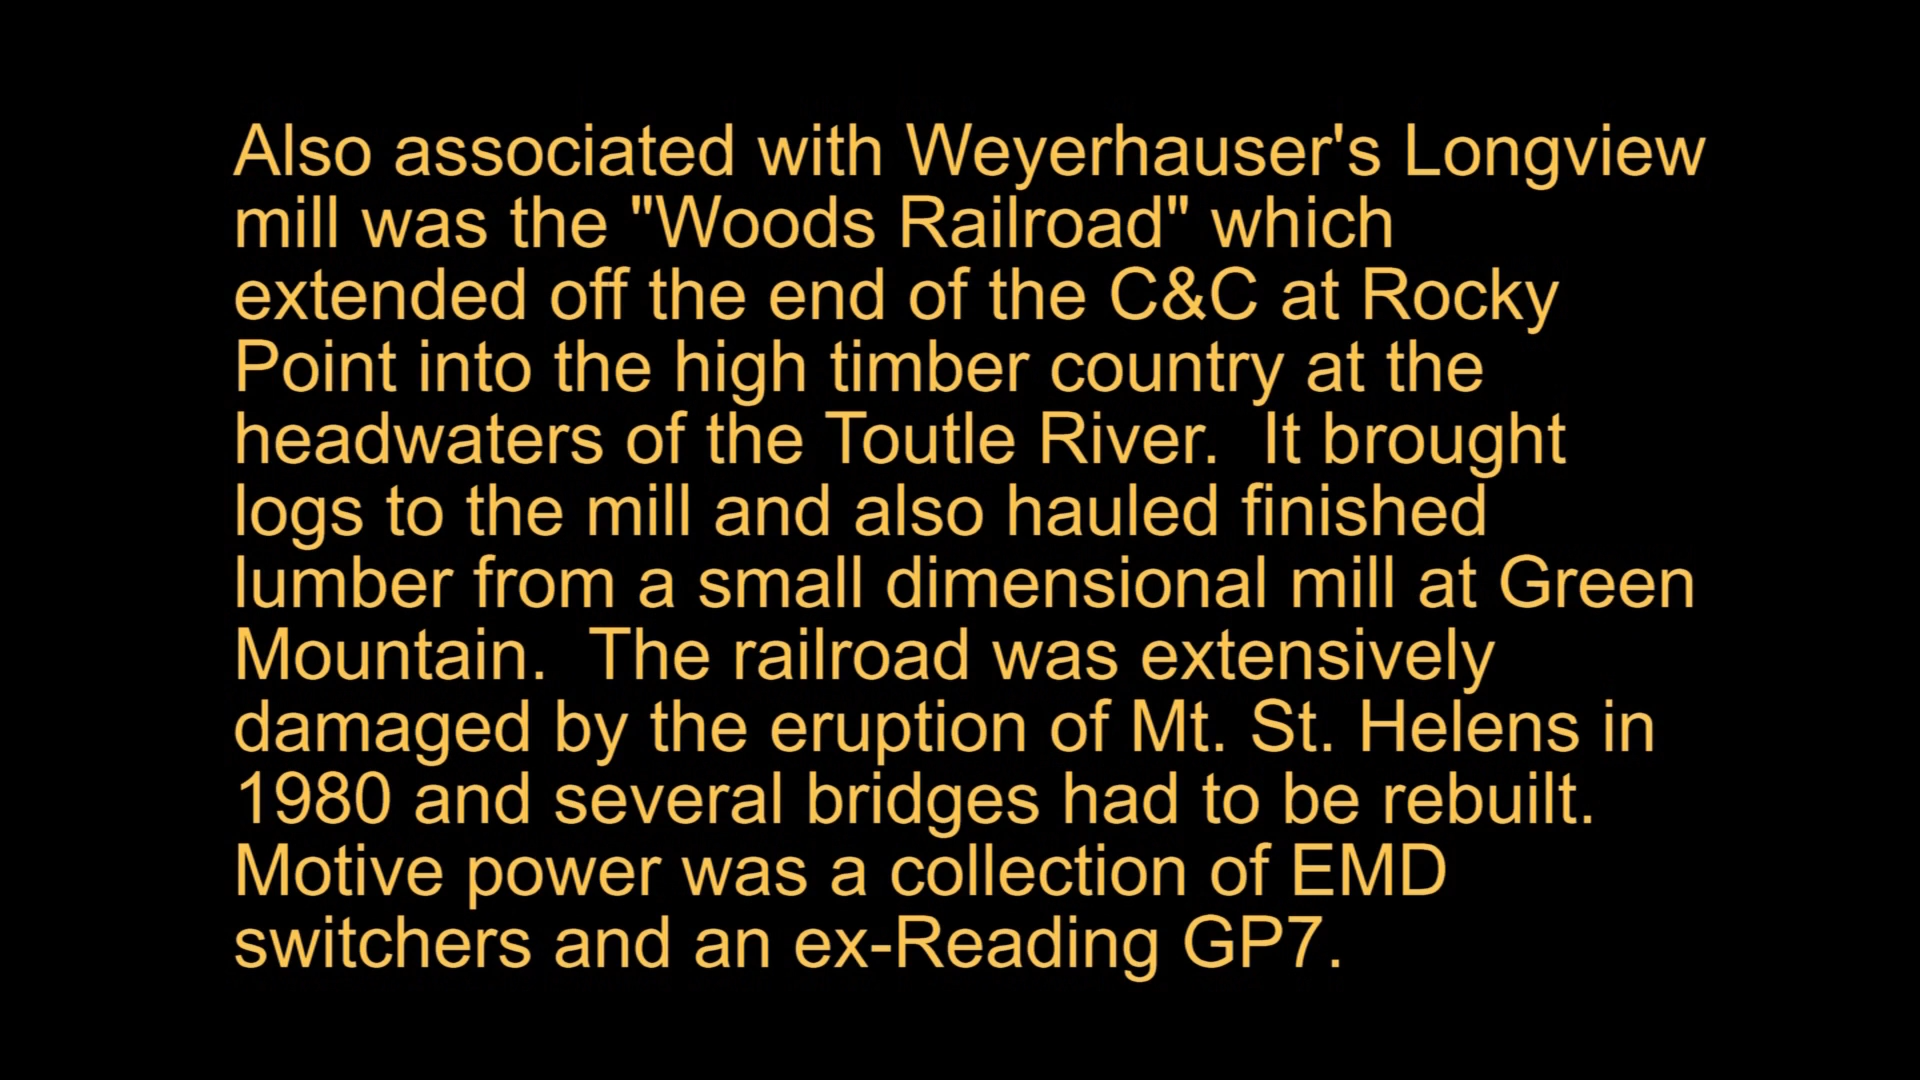 Also associated with Weyerhauser's Longview
mill was the "Woods Railroad" which
extended off the end of the C&C at Rocky
Point into the high timber country at the
headwaters of the Toutle River.  It brought
logs to the mill and also hauled finished
lumber from a small dimensional mill at Green
Mountain.  The railroad was extensively
damaged by the eruption of Mt. St. Helens in
1980 and several bridges had to be rebuilt.
Motive power was a collection of EMD
switchers and an ex-Reading GP7.